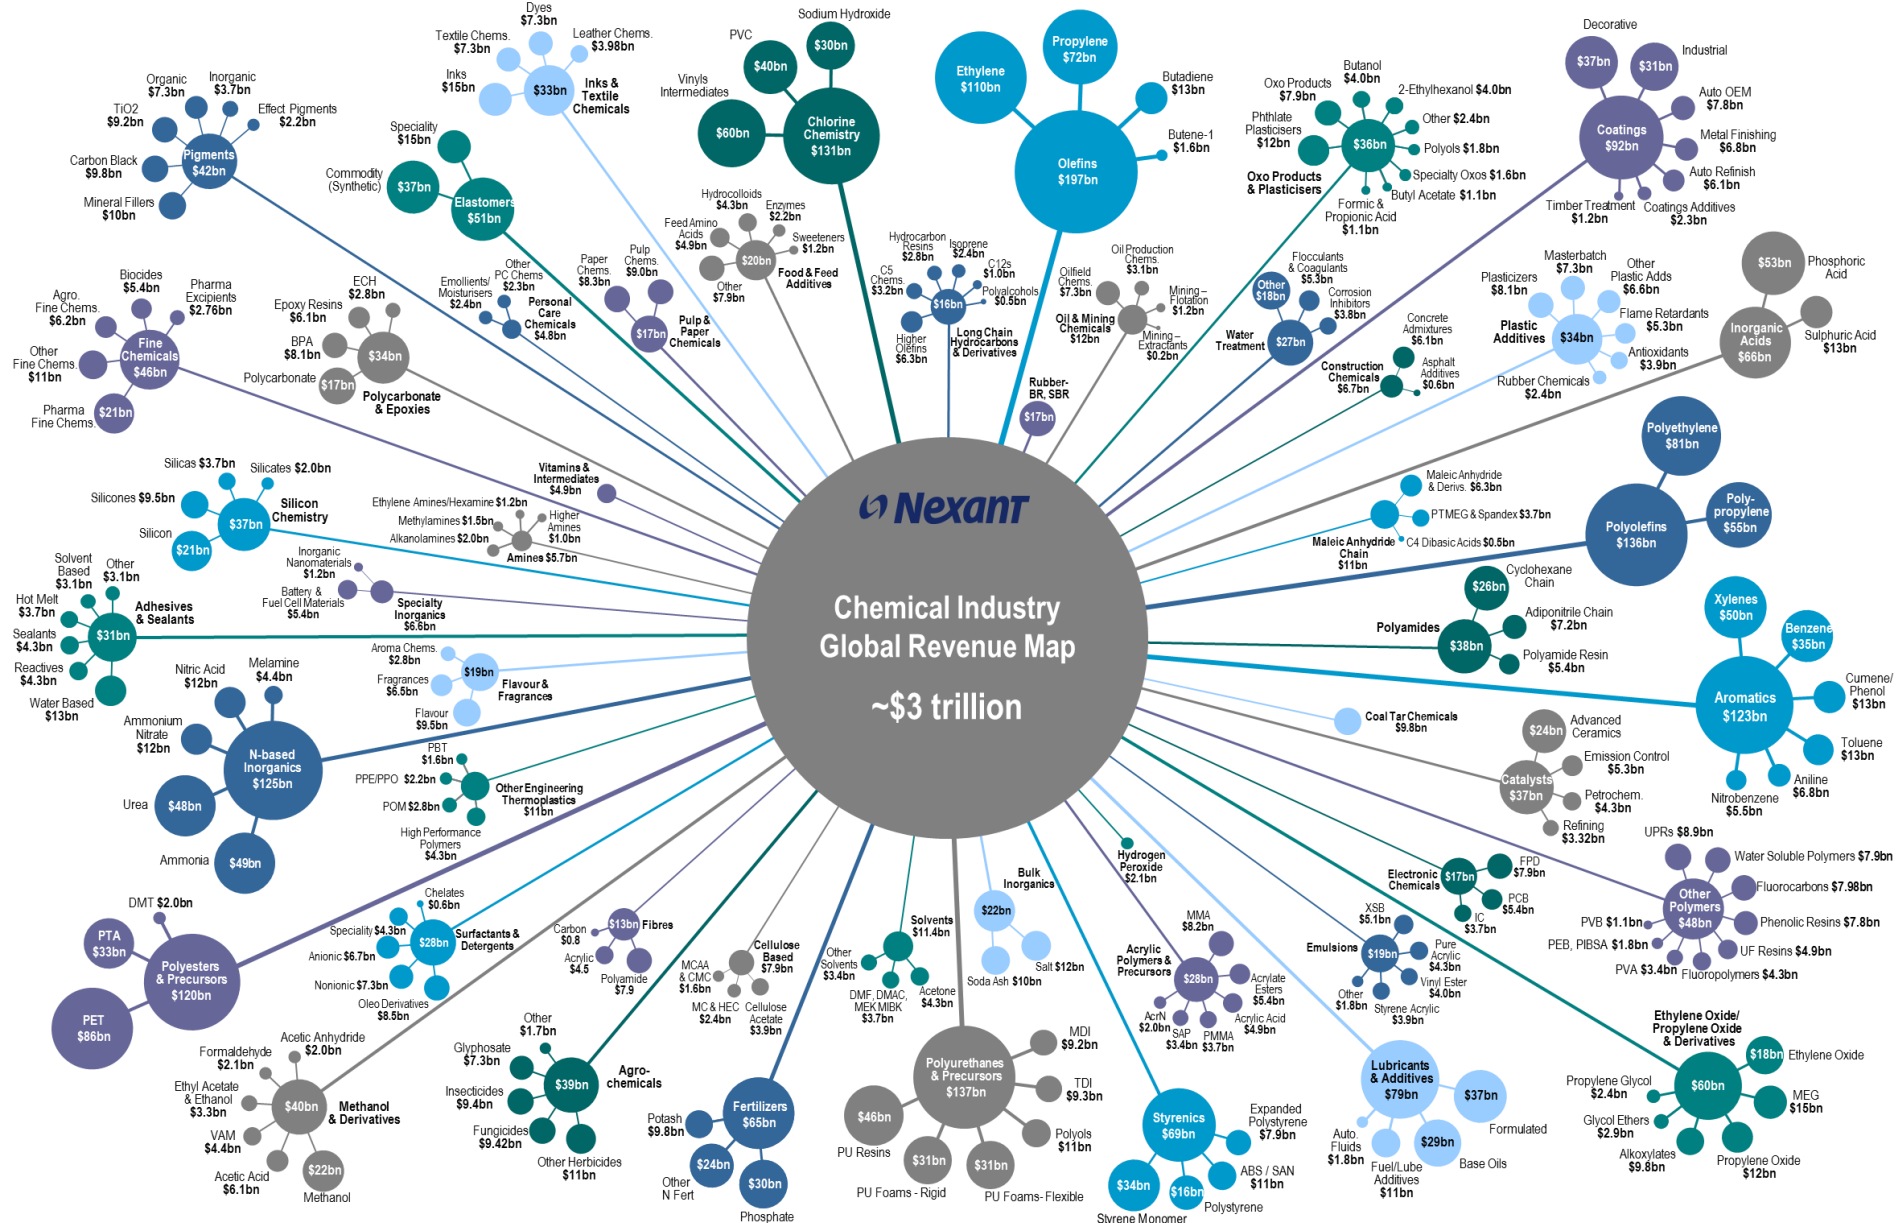 Nexant
Chemical Industry
Global Revenue Map
~$3 trillion
Dyes
$7.3bn
Textile Chems.
$7.3bn
Leather Chems.
$3.98bn
Inks
$15bn
$33bn
Inks &
Textile
Chemicals
Sodium Hydroxide
$30bn
PVC
$40bn
Vinyls
Intermediates
$60bn
Chlorine
Chemistry
$131bn
Ethylene
$110bn
Propylene
$72bn
Butadiene
$13bn
Butene-1
$1.6bn
Olefins
$197bn
Butanol
$4.0bn
Oxo Products
$7.9bn
2-Ethylhexanol $4.0bn
Phthlate
Plasticisers
$12bn
Other $2.4bn
Polyols $1.8bn
Specialty Oxos $1.6bn
Butyl Acetate $1.1bn
Formic &
Propionic Acid
$1.1bn
$36bn
Oxo Products
& Plasticisers
Decorative
$37bn
Industrial
$31bn
Auto OEM
$7.8bn
Metal Finishing
$6.8bn
Auto Refinish
$6.1bn
Coatings Additives
$2.3bn
Timber Treatment
$1.2bn
Coatings
$92bn
Organic
$7.3bn
Inorganic
$3.7bn
Effect Pigments
$2.2bn
TiO2
$9.2bn
Carbon Black
$9.8bn
Mineral Fillers
$10bn
Pigments
$42bn
Speciality
$15bn
Commodity
(Synthetic)
$37bn
Elastomers
$51bn
Hydrocolloids
$4.3bn
Enzymes
$2.2bn
Feed Amino
Acids
$4.9bn
Sweeteners
$1.2bn
Other
$7.9bn
$20bn
Food & Feed
Additives
Hydrocarbon
Resins
$2.8bn
Isoprene
$2.4bn
C12s
$1.0bn
C5
Chems.
$3.2bn
Polyalcohols
$0.5bn
Higher
Olefins
$6.3bn
$16bn
Long Chain
Hydrocarbons
& Derivatives
Oil Production
Chems.
$3.1bn
Oilfield
Chems.
$7.3bn
Mining –
Flotation
$1.2bn
Mining –
Extractants
$0.2bn
Oil & Mining
Chemicals
$12bn
Rubber-
BR, SBR
$17bn
Flocculants
& Coagulants
$5.3bn
Other
$18bn
Corrosion
Inhibitors
$3.8bn
Water
Treatment
$27bn
Concrete
Admixtures
$6.1bn
Asphalt
Additives
$0.6bn
Construction
Chemicals
$6.7bn
Masterbatch
$7.3bn
Plasticizers
$8.1bn
Other
Plastic Adds
$6.6bn
Flame Retardants
$5.3bn
Antioxidants
$3.9bn
Rubber Chemicals
$2.4bn
Plastic
Additives
$34bn
$53bn
Phosphoric
Acid
Sulphuric Acid
$13bn
Inorganic
Acids
$66bn
Biocides
$5.4bn
Pharma
Excipients
$2.76bn
Agro.
Fine Chems.
$6.2bn
Other
Fine Chems.
$11bn
Pharma
Fine Chems.
$21bn
Fine
Chemicals
$46bn
ECH
$2.8bn
Epoxy Resins
$6.1bn
BPA
$8.1bn
Polycarbonate
$17bn
$34bn
Polycarbonate
& Epoxies
Emollients/
Moisturisers
$2.4bn
Other
PC Chems
$2.3bn
Personal
Care
Chemicals
$4.8bn
Paper
Chems.
$8.3bn
Pulp
Chems.
$9.0bn
$17bn
Pulp &
Paper
Chemicals
Silicas $3.7bn
Silicates $2.0bn
Silicones $9.5bn
Silicon
$21bn
$37bn
Silicon
Chemistry
Vitamins &
Intermediates
$4.9bn
Ethylene Amines/Hexamine $1.2bn
Methylamines $1.5bn
Alkanolamines $2.0bn
Higher
Amines
$1.0bn
Amines $5.7bn
Inorganic
Nanomaterials
$1.2bn
Battery &
Fuel Cell Materials
$5.4bn
Specialty
Inorganics
$6.6bn
Solvent
Based
$3.1bn
Other
$3.1bn
Hot Melt
$3.7bn
Sealants
$4.3bn
Reactives
$4.3bn
Water Based
$13bn
$31bn
Adhesives
& Sealants
Aroma Chems.
$2.8bn
Fragrances
$6.5bn
Flavour
$9.5bn
$19bn
Flavour &
Fragrances
Nitric Acid
$12bn
Melamine
$4.4bn
Ammonium
Nitrate
$12bn
Urea
$48bn
Ammonia
$49bn
N-based
Inorganics
$125bn
PBT
$1.6bn
PPE/PPO $2.2bn
POM $2.8bn
High Performance
Polymers
$4.3bn
Other Engineering
Thermoplastics
$11bn
DMT $2.0bn
PTA
$33bn
PET
$86bn
Polyesters
& Precursors
$120bn
Chelates
$0.6bn
Speciality $4.3bn
Anionic $6.7bn
Nonionic $7.3bn
Oleo Derivatives
$8.5bn
$28bn
Surfactants &
Detergents
Carbon
$0.8
Acrylic
$4.5
Polyamide
$7.9
$13bn
Fibres
MCAA
& CMC
$1.6bn
MC & HEC
$2.4bn
Cellulose
Acetate
$3.9bn
Cellulose
Based
$7.9bn
Acetic Anhydride
$2.0bn
Formaldehyde
$2.1bn
Ethyl Acetate
& Ethanol
$3.3bn
VAM
$4.4bn
Acetic Acid
$6.1bn
$22bn
Methanol
$40bn
Methanol
& Derivatives
Other
$1.7bn
Glyphosate
$7.3bn
Insecticides
$9.4bn
Fungicides
$9.42bn
Other Herbicides
$11bn
$39bn
Agro-
chemicals
Potash
$9.8bn
$24bn
Other
N Fert
$30bn
Phosphate
Fertilizers
$65bn
Other
Solvents
$3.4bn
DMF, DMAC,
MEK MIBK
$3.7bn
Acetone
$4.3bn
Solvents
$11.4bn
Bulk
Inorganics
$22bn
Soda Ash $10bn
Salt $12bn
MDI
$9.2bn
TDI
$9.3bn
Polyols
$11bn
$46bn
PU Resins
$31bn
PU Foams - Rigid
$31bn
PU Foams- Flexible
Polyurethanes
& Precursors
$137bn
Expanded
Polystyrene
$7.9bn
ABS / SAN
$11bn
$16bn
Polystyrene
$34bn
Styrene Monomer
Styrenics
$69bn
Hydrogen
Peroxide
$2.1bn
MMA
$8.2bn
Acrylate
Esters
$5.4bn
Acrylic Acid
$4.9bn
PMMA
$3.7bn
SAP
$3.4bn
AcrN
$2.0bn
$28bn
Acrylic
Polymers &
Precursors
XSB
$5.1bn
Pure
Acrylic
$4.3bn
Vinyl Ester
$4.0bn
Styrene Acrylic
$3.9bn
Other
$1.8bn
Emulsions
$19bn
Lubricants
& Additives
$79bn
$37bn
Formulated
$29bn
Base Oils
Fuel/Lube
Additives
$11bn
Auto.
Fluids
$1.8bn
Ethylene Oxide/
Propylene Oxide
& Derivatives
$60bn
$18bn
Ethylene Oxide
MEG
$15bn
Propylene Oxide
$12bn
Alkoxylates
$9.8bn
Glycol Ethers
$2.9bn
Propylene Glycol
$2.4bn
Electronic
Chemicals
$17bn
FPD
$7.9bn
PCB
$5.4bn
IC
$3.7bn
UPRs $8.9bn
Water Soluble Polymers $7.9bn
Fluorocarbons $7.98bn
Phenolic Resins $7.8bn
UF Resins $4.9bn
Fluoropolymers $4.3bn
PVA $3.4bn
PEB, PIBSA $1.8bn
PVB $1.1bn
Other
Polymers
$48bn
$24bn
Advanced
Ceramics
Emission Control
$5.3bn
Petrochem.
$4.3bn
Refining
$3.32bn
Catalysts
$37bn
Coal Tar Chemicals
$9.8bn
Xylenes
$50bn
Benzene
$35bn
Cumene/
Phenol
$13bn
Toluene
$13bn
Aniline
$6.8bn
Nitrobenzene
$5.5bn
Aromatics
$123bn
Cyclohexane
Chain
$26bn
Adiponitrile Chain
$7.2bn
Polyamide Resin
$5.4bn
Polyamides
$38bn
Polyethylene
$81bn
Poly-
propylene
$55bn
Polyolefins
$136bn
Maleic Anhydride
& Derivs. $6.3bn
PTMEG & Spandex $3.7bn
C4 Dibasic Acids $0.5bn
Maleic Anhydride
Chain
$11bn